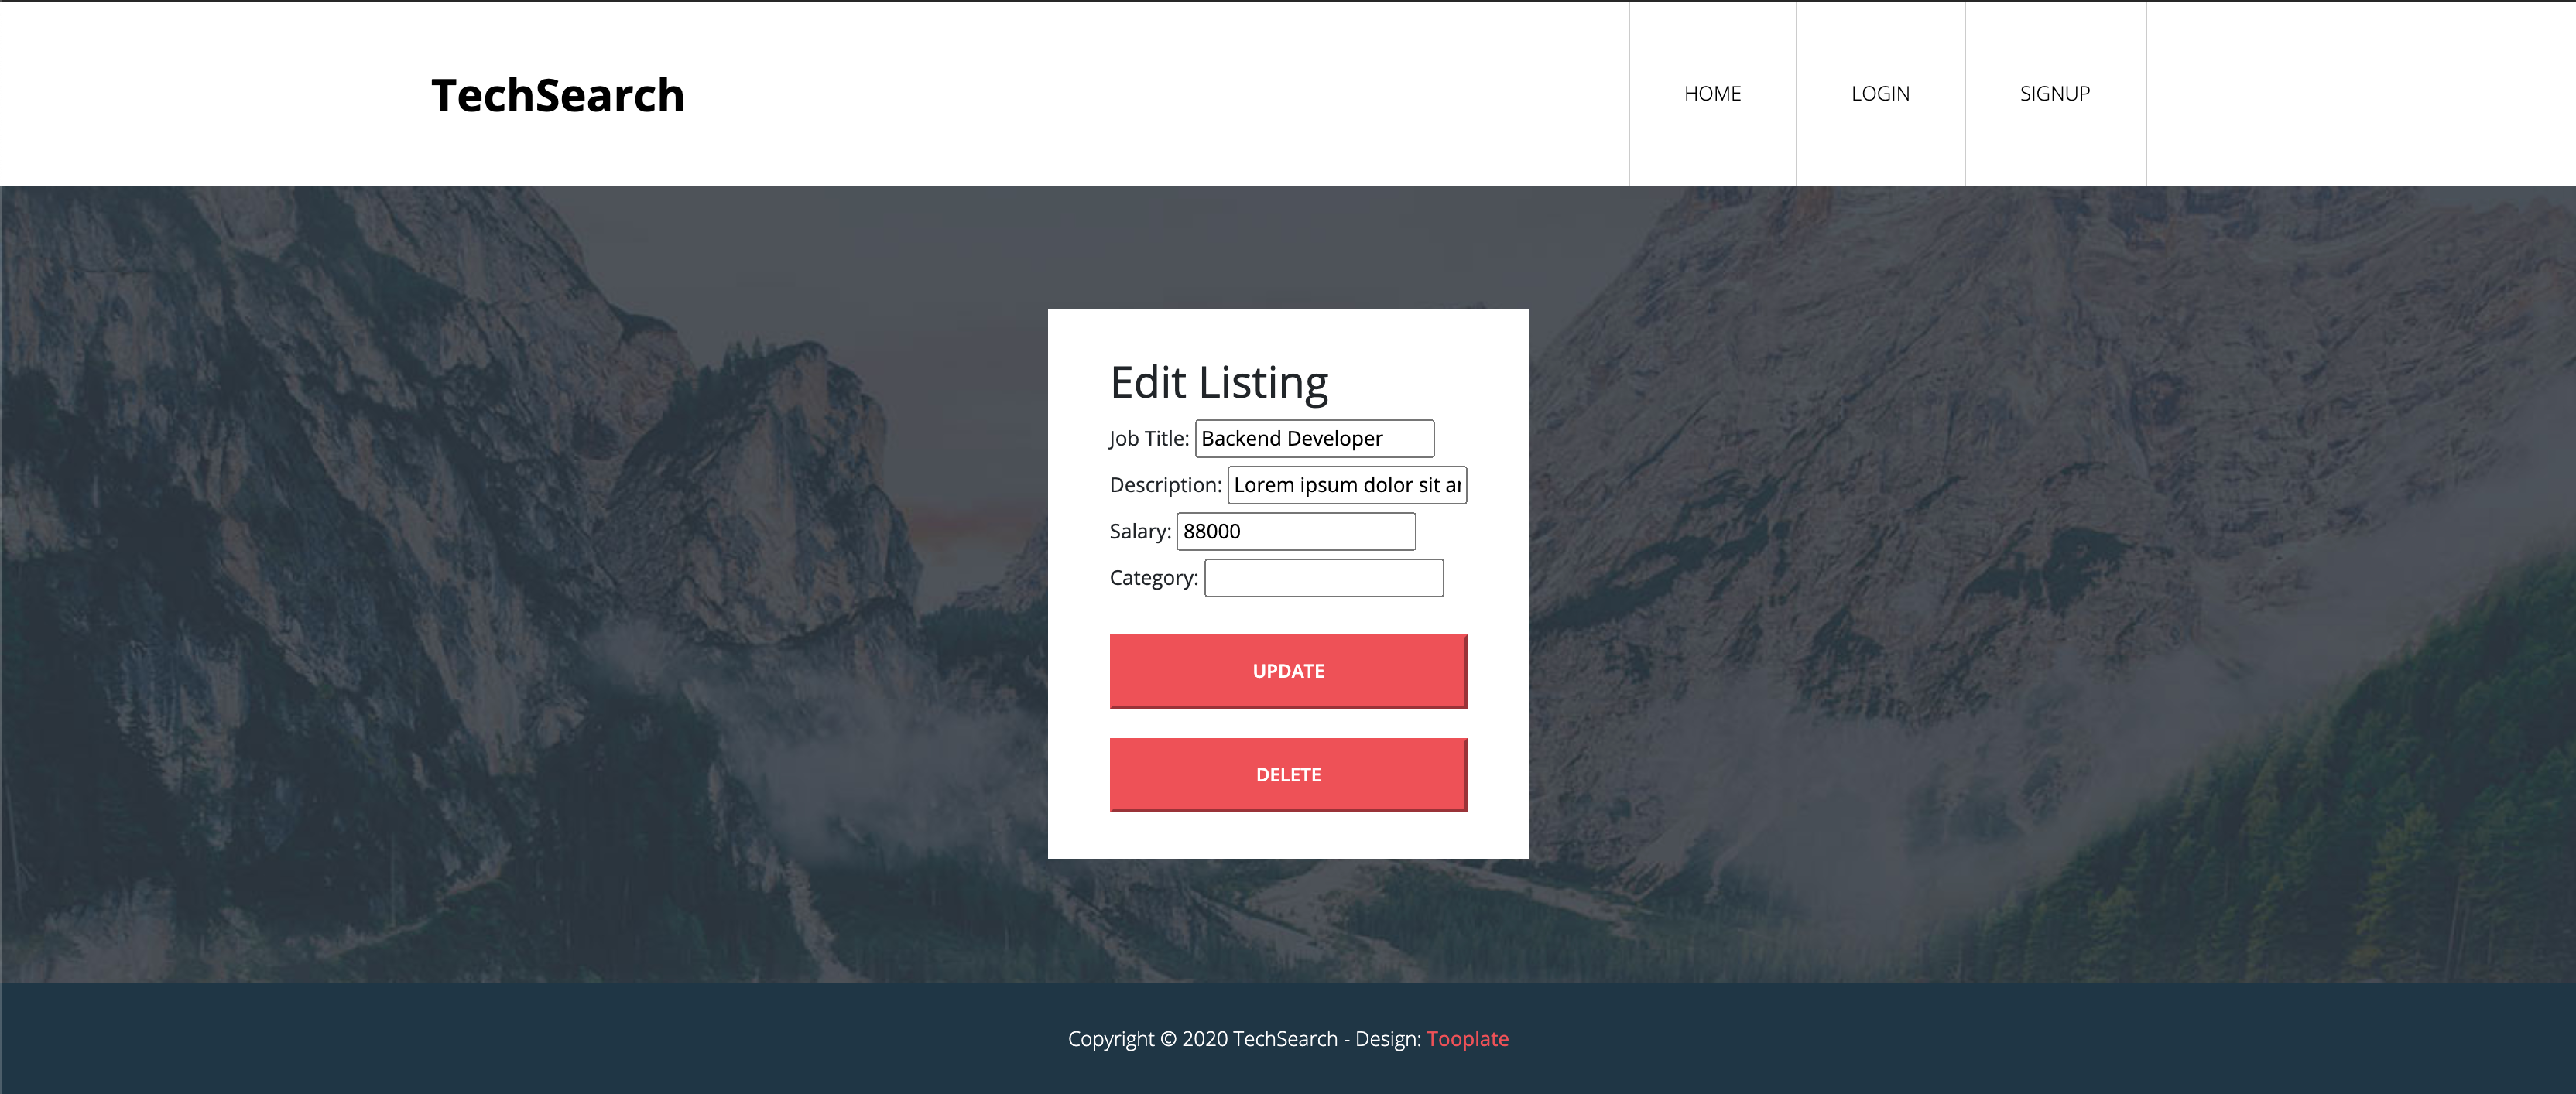 TechSearch
HOME LOGIN SIGNUP
Edit Listing
Job Title: Backend Developer
Description: Lorem ipsum dolor sit
Salary: 88000
Category:
UPDATE
DELETE
Copyright © 2020 TechSearch - Design: Tooplate